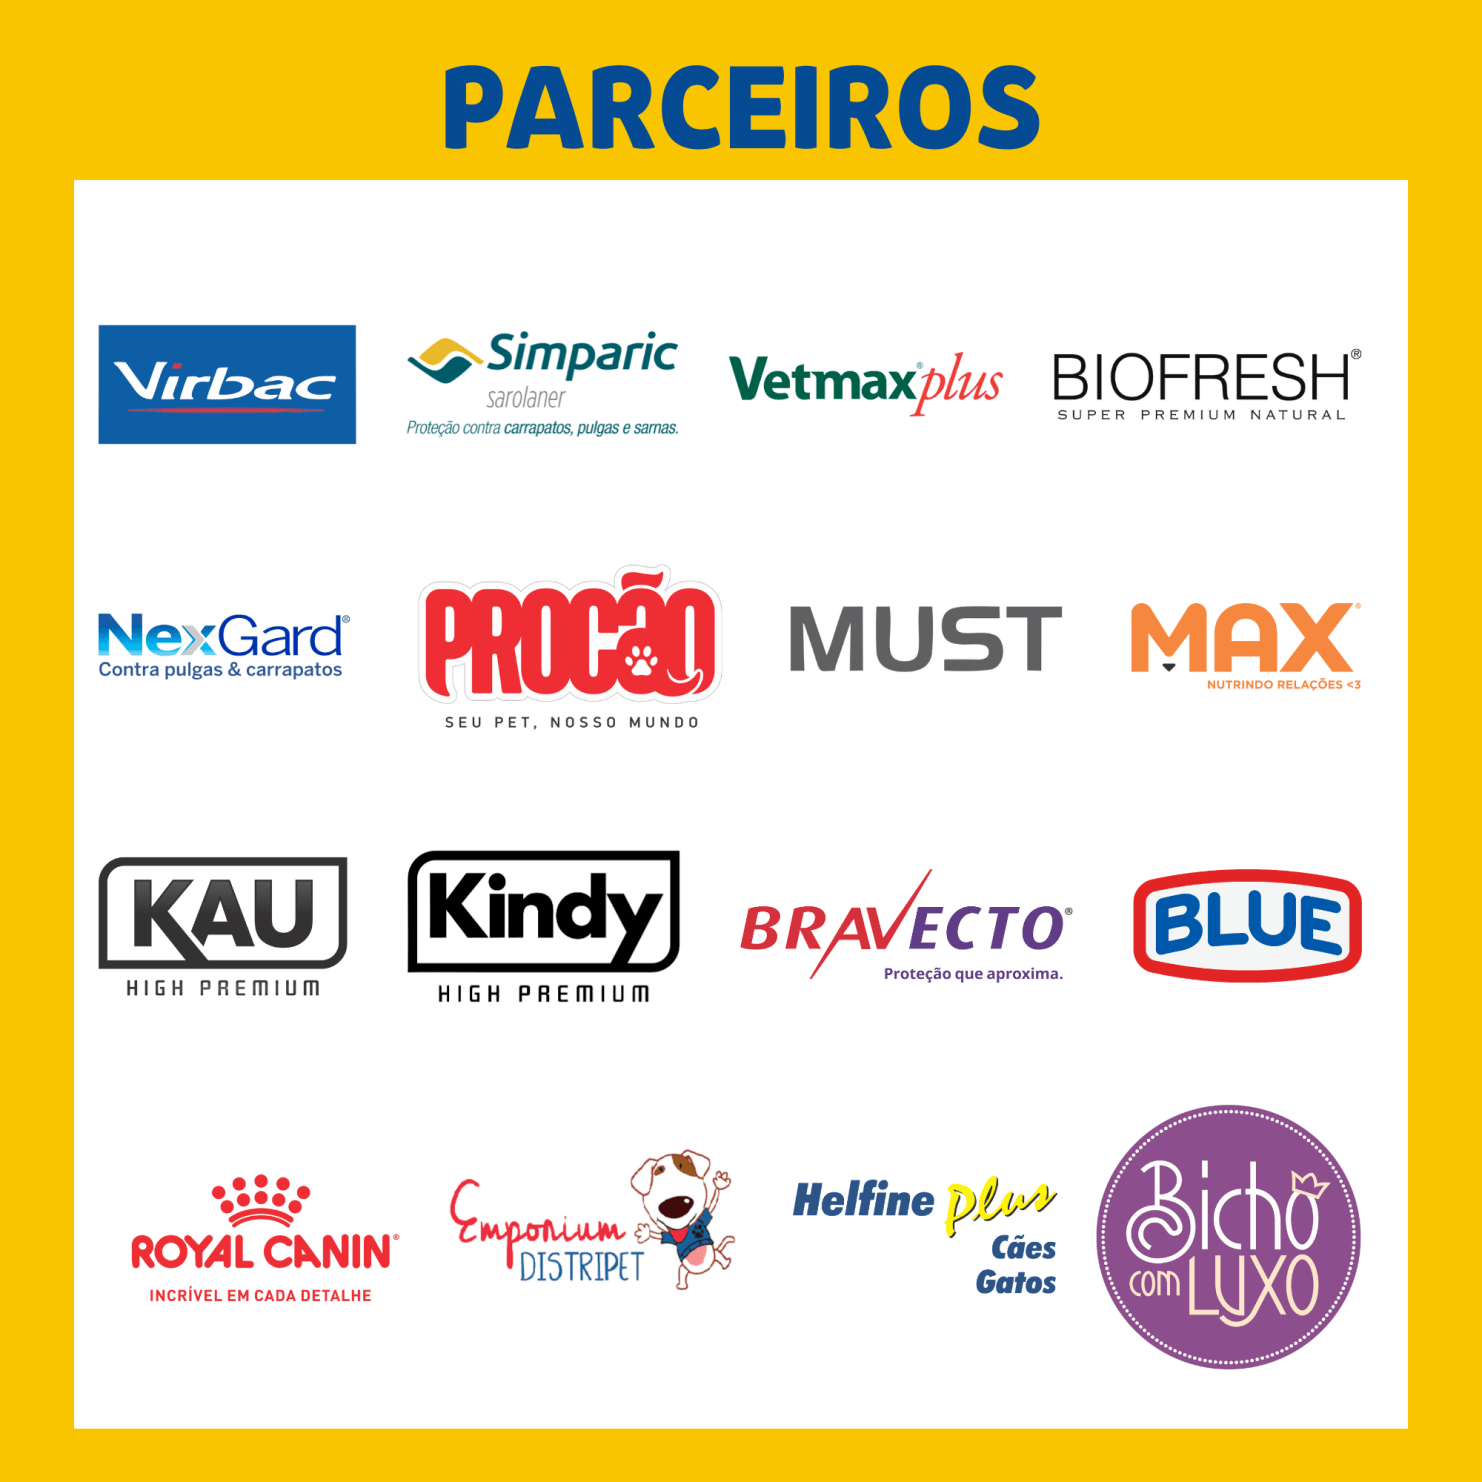 PARCEIROS
Virbac
Simparic
sarolaner
Proteção contra carrapatos, pulgas e sarnas.
Vetmax®plus
BIOFRESH®
SUPER PREMIUM NATURAL
NexGard®
Contra pulgas & carrapatos
PROCÃO
SEU PET, NOSSO MUNDO
MUST
MAX®
NUTRINDO RELAÇÕES <3
KAU
HIGH PREMIUM
Kindy
HIGH PREMIUM
BRAVECTO®
Proteção que aproxima.
BLUE
ROYAL CANIN®
INCRÍVEL EM CADA DETALHE
Emporium
DISTRIPET
Helfine Plus
Cães
Gatos
Bicho
com LUXO